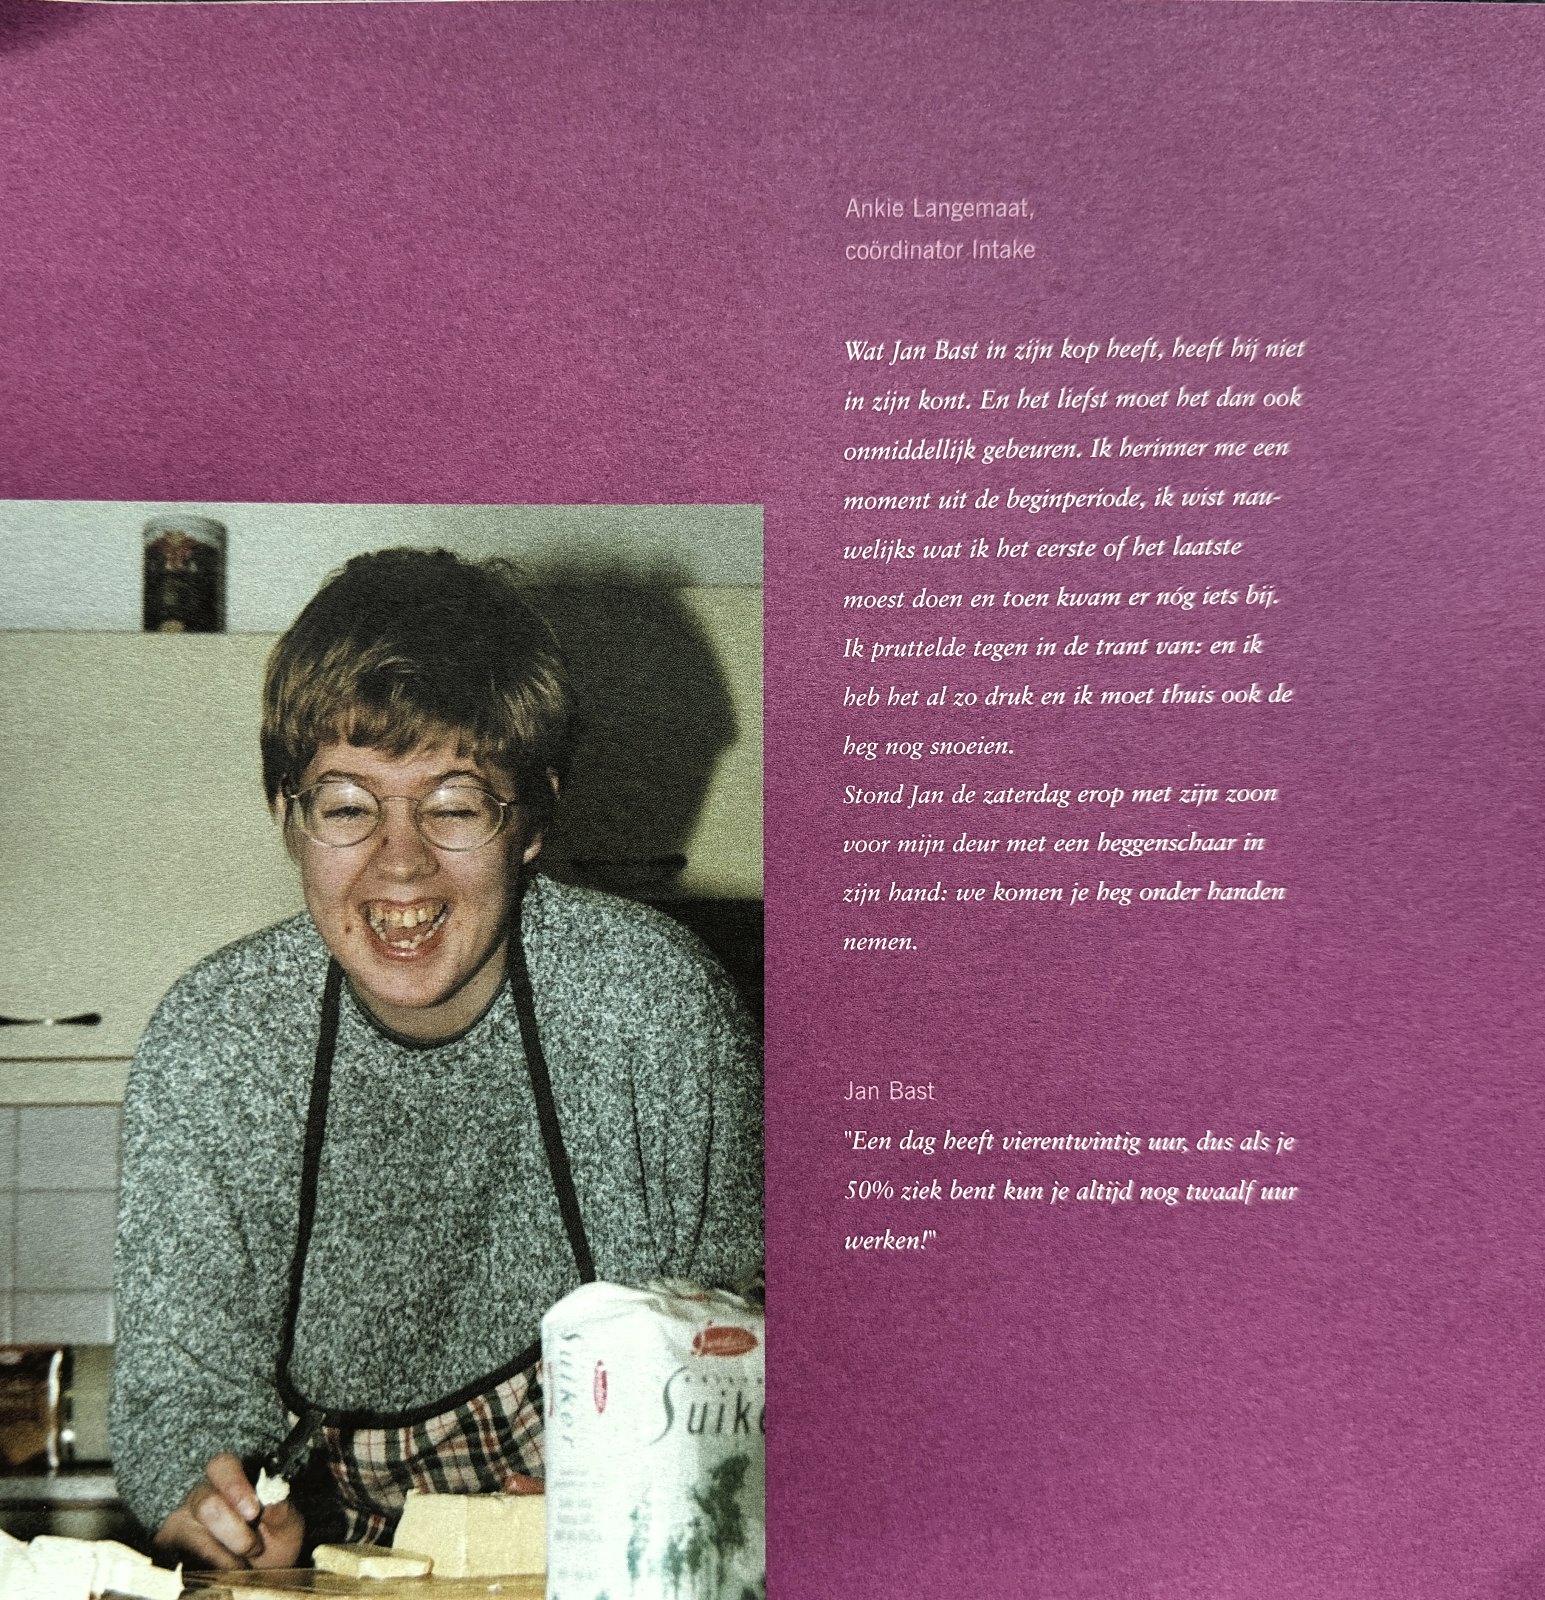 Ankie Langemaat,
coördinator Intake
Wat Jan Bast in zijn kop heeft, heeft hij niet
in zijn kont. En het liefst moet het dan ook
onmiddellijk gebeuren. Ik herinner me een
moment uit de beginperiode, ik wist nau-
welijks wat ik het eerste of het laatste
moest doen en toen kwam er nóg iets bij.
Ik pruttelde tegen in de trant van: en ik
heb het al zo druk en ik moet thuis ook de
heg nog snoeien.
Stond Jan de zaterdag erop met zijn zoon
voor mijn deur met een heggenschaar in
zijn hand: we komen je heg onder handen
nemen.
Jan Bast
"Een dag heeft vierentwintig uur, dus als je
50% ziek bent kun je altijd nog twaalf uur
werken!"
Suiker
Suike